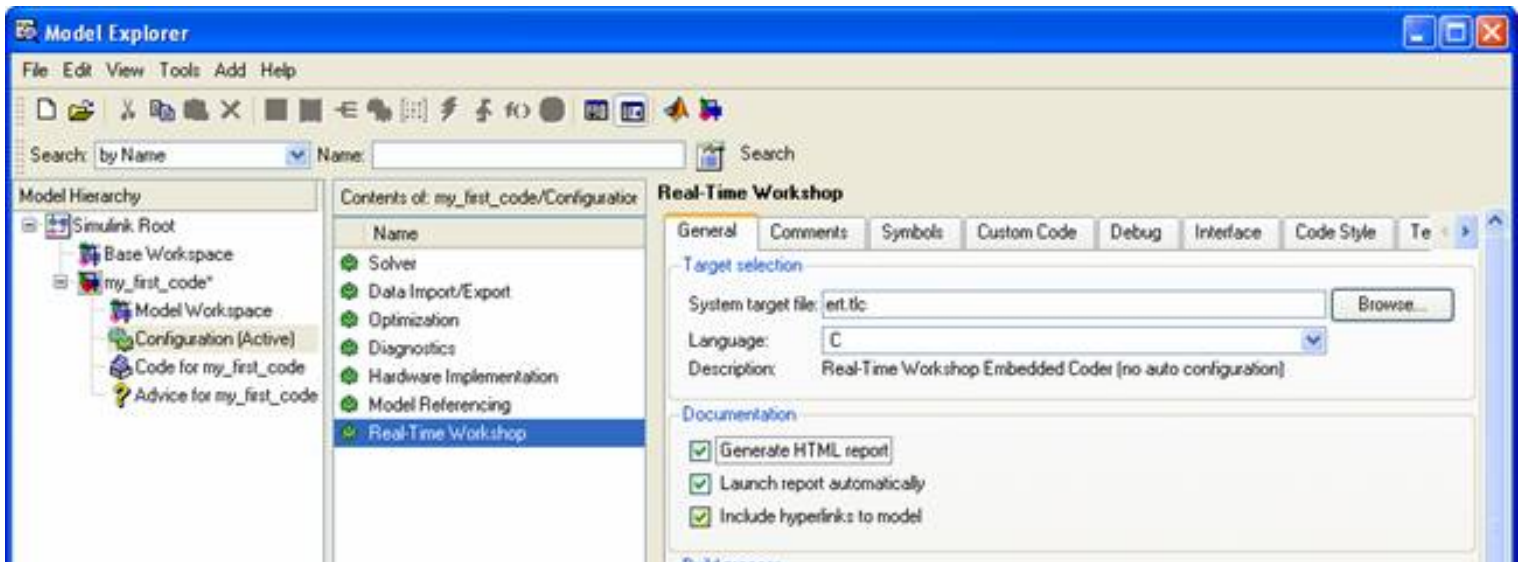 Model Explorer
File Edit View Tools Add Help
Search: by Name Name: Search
Model Hierarchy
Simulink Root
Base Workspace
my_first_code*
Model Workspace
Configuration (Active)
Code for my_first_code
Advice for my_first_code
Contents of: my_first_code/Configuration
Name
Solver
Data Import/Export
Optimization
Diagnostics
Hardware Implementation
Model Referencing
Real-Time Workshop
Real-Time Workshop
General Comments Symbols Custom Code Debug Interface Code Style Te
Target selection
System target file: ert.tlc Browse...
Language: C
Description: Real-Time Workshop Embedded Coder (no auto configuration)
Documentation
Generate HTML report
Launch report automatically
Include hyperlinks to model